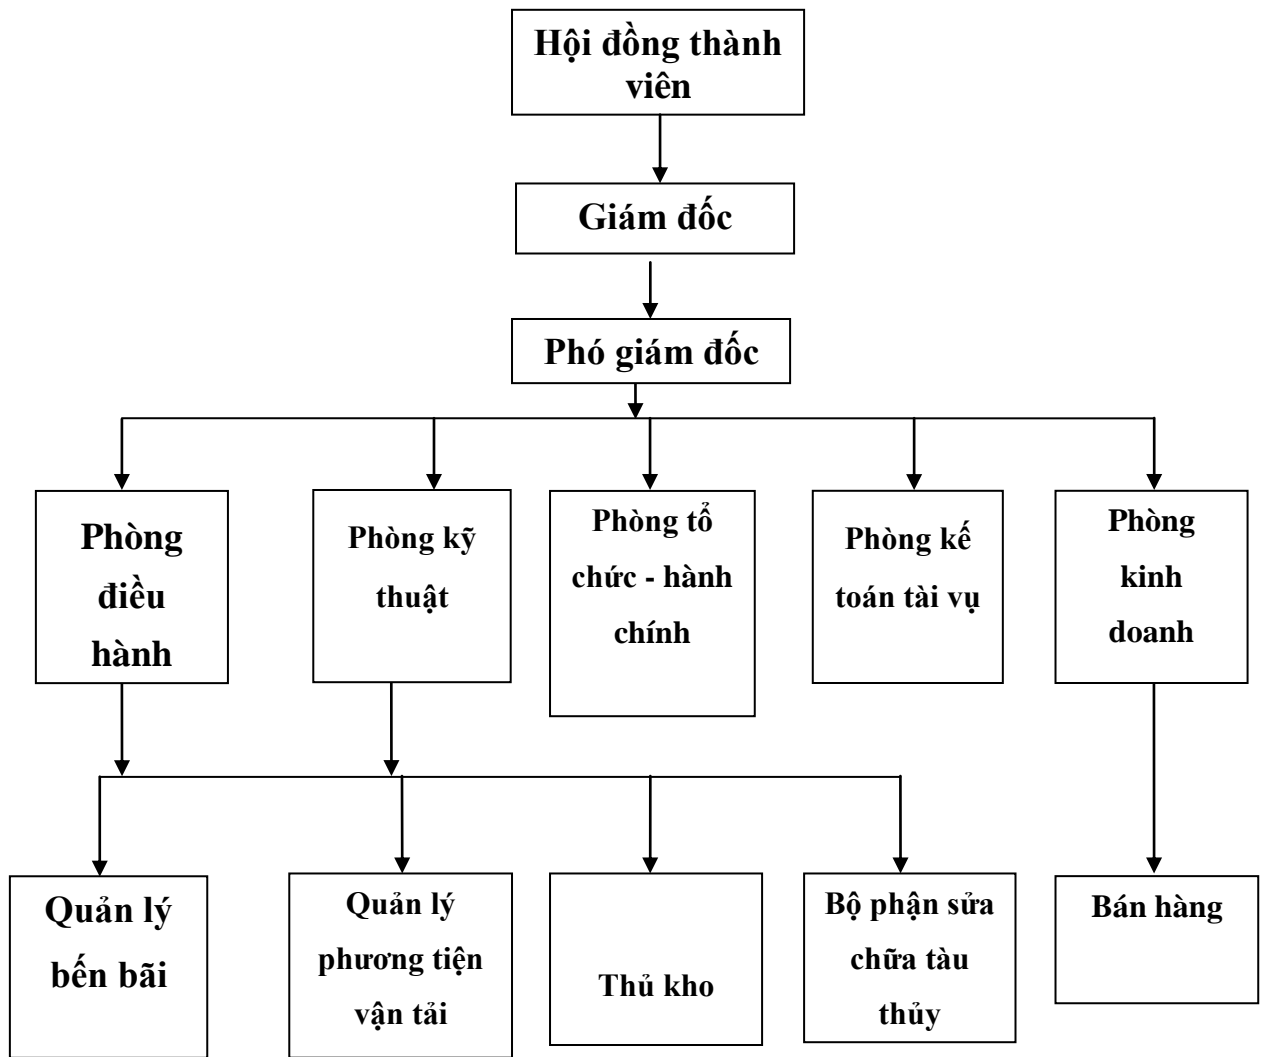 Hội đồng thành
viên
Giám đốc
Phó giám đốc
Phòng
điều
hành
Phòng kỹ
thuật
Phòng tổ
chức - hành
chính
Phòng kế
toán tài vụ
Phòng
kinh
doanh
Quản lý
bến bãi
Quản lý
phương tiện
vận tải
Thủ kho
Bộ phận sửa
chữa tàu
thủy
Bán hàng